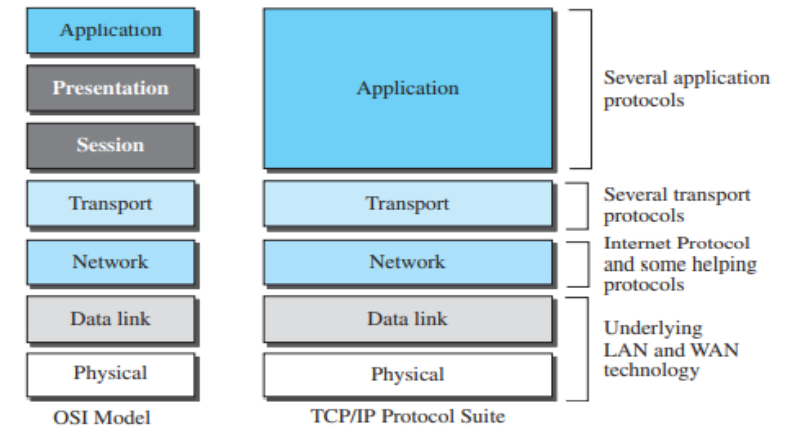 Application
Presentation
Session
Transport
Network
Data link
Physical
OSI Model
Application
Transport
Network
Data link
Physical
TCP/IP Protocol Suite
Several application
protocols
Several transport
protocols
Internet Protocol
and some helping
protocols
Underlying
LAN and WAN
technology